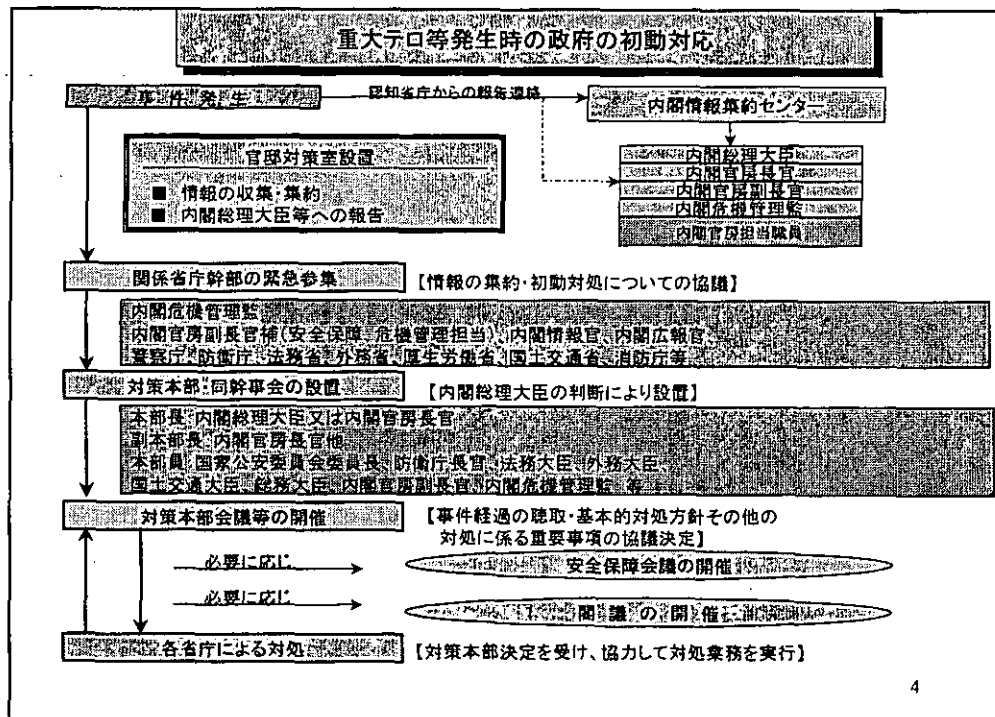 重大テロ等発生時の政府の初動対応
事件発生
認知省庁からの報告連絡
内閣情報集約センター
内閣総理大臣
内閣官房長官
内閣官房副長官
内閣危機管理監
内閣官房担当職員
官邸対策室設置
■ 情報の収集・集約
■ 内閣総理大臣等への報告
関係省庁幹部の緊急参集
【情報の集約・初動対処についての協議】
内閣危機管理監
内閣官房副長官補(安全保障、危機管理担当)、内閣情報官、内閣広報官、
警察庁、防衛庁、法務省、外務省、厚生労働省、国土交通省、消防庁等
対策本部・同幹事会の設置
【内閣総理大臣の判断により設置】
本部長 内閣総理大臣又は内閣官房長官
副本部長 内閣官房長官他
本部員 国家公安委員会委員長、防衛庁長官、法務大臣、外務大臣、
国土交通大臣、総務大臣、内閣官房副長官、内閣危機管理監 等
対策本部会議等の開催
【事件経過の聴取・基本的対処方針その他の
対処に係る重要事項の協議決定】
必要に応じ
安全保障会議の開催
必要に応じ
閣議の開催
各省庁による対処
【対策本部決定を受け、協力して対処業務を実行】
4